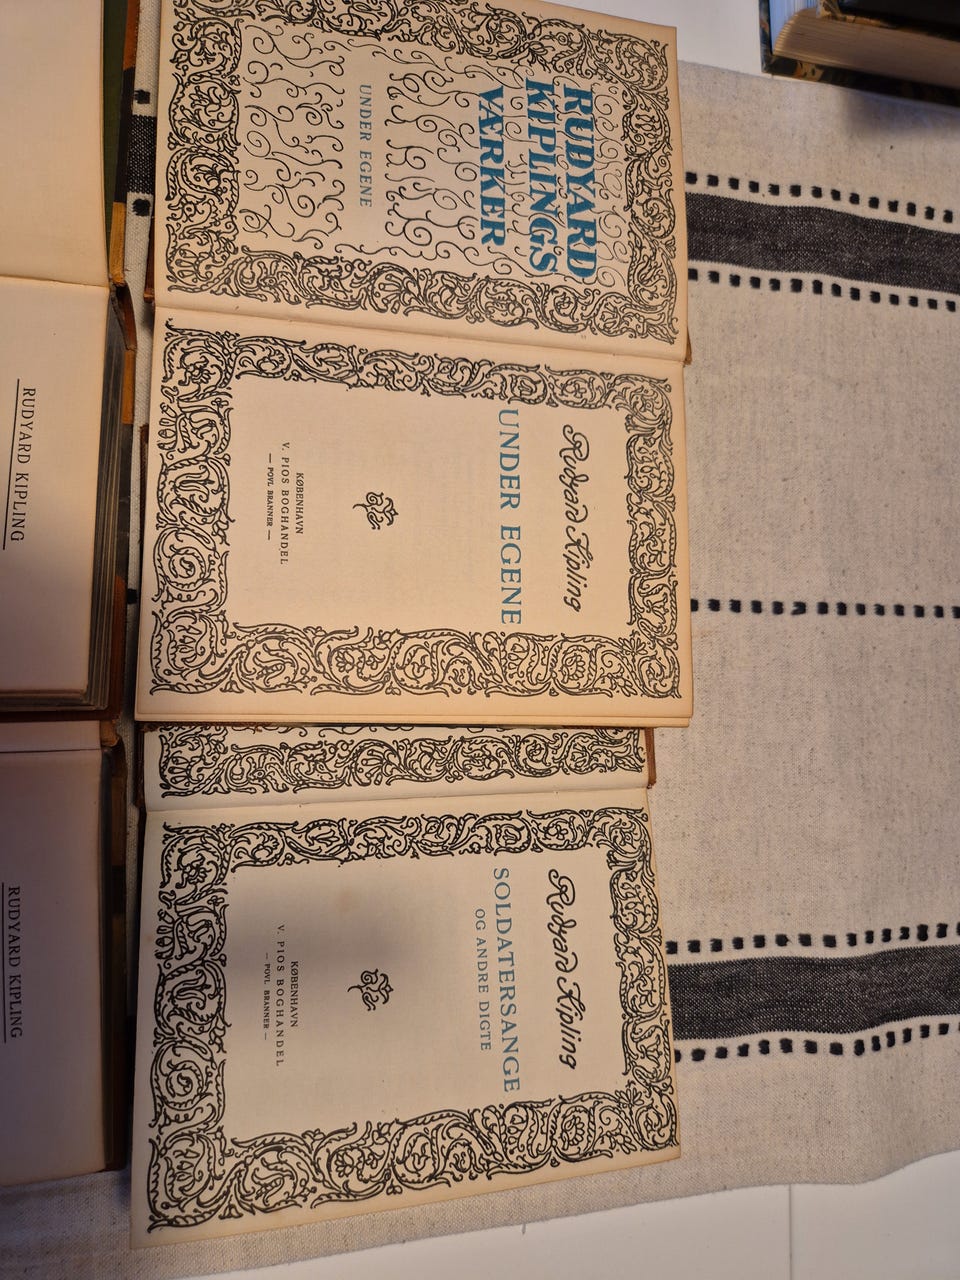 RUDYARD
KIPLINGS
VÆRKER
UNDER EGENE
Rudyard Kipling
UNDER EGENE
KØBENHAVN
V. PIOS BOGHANDEL
— POVL BRANNER —
Rudyard Kipling
SOLDATERSANGE
OG ANDRE DIGTE
KØBENHAVN
V. PIOS BOGHANDEL
— POVL BRANNER —
RUDYARD KIPLING
RUDYARD KIPLING